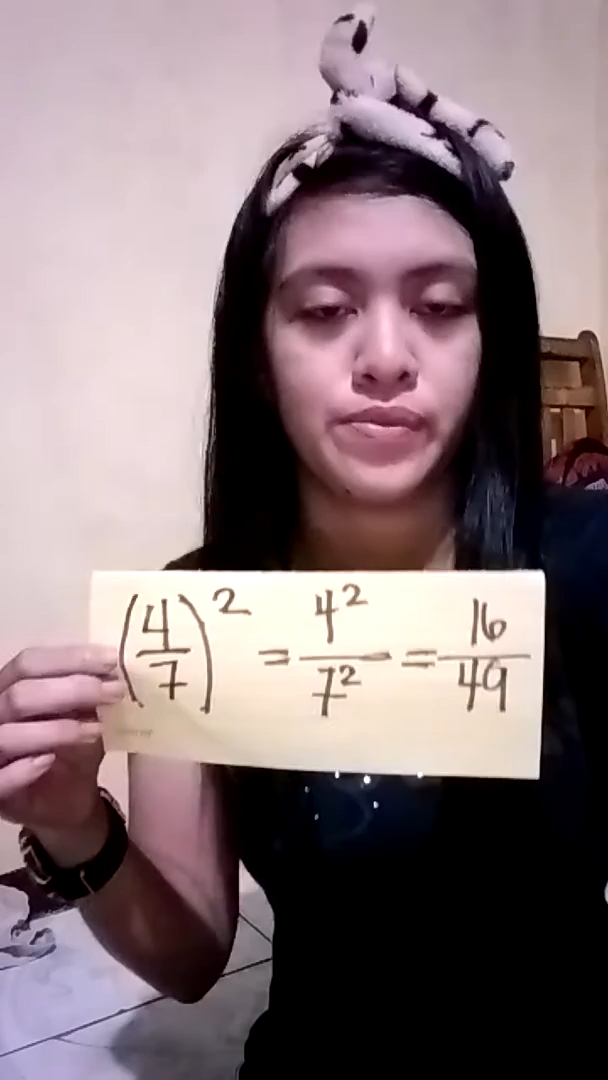 (4/7)² = 4²/7² = 16/49